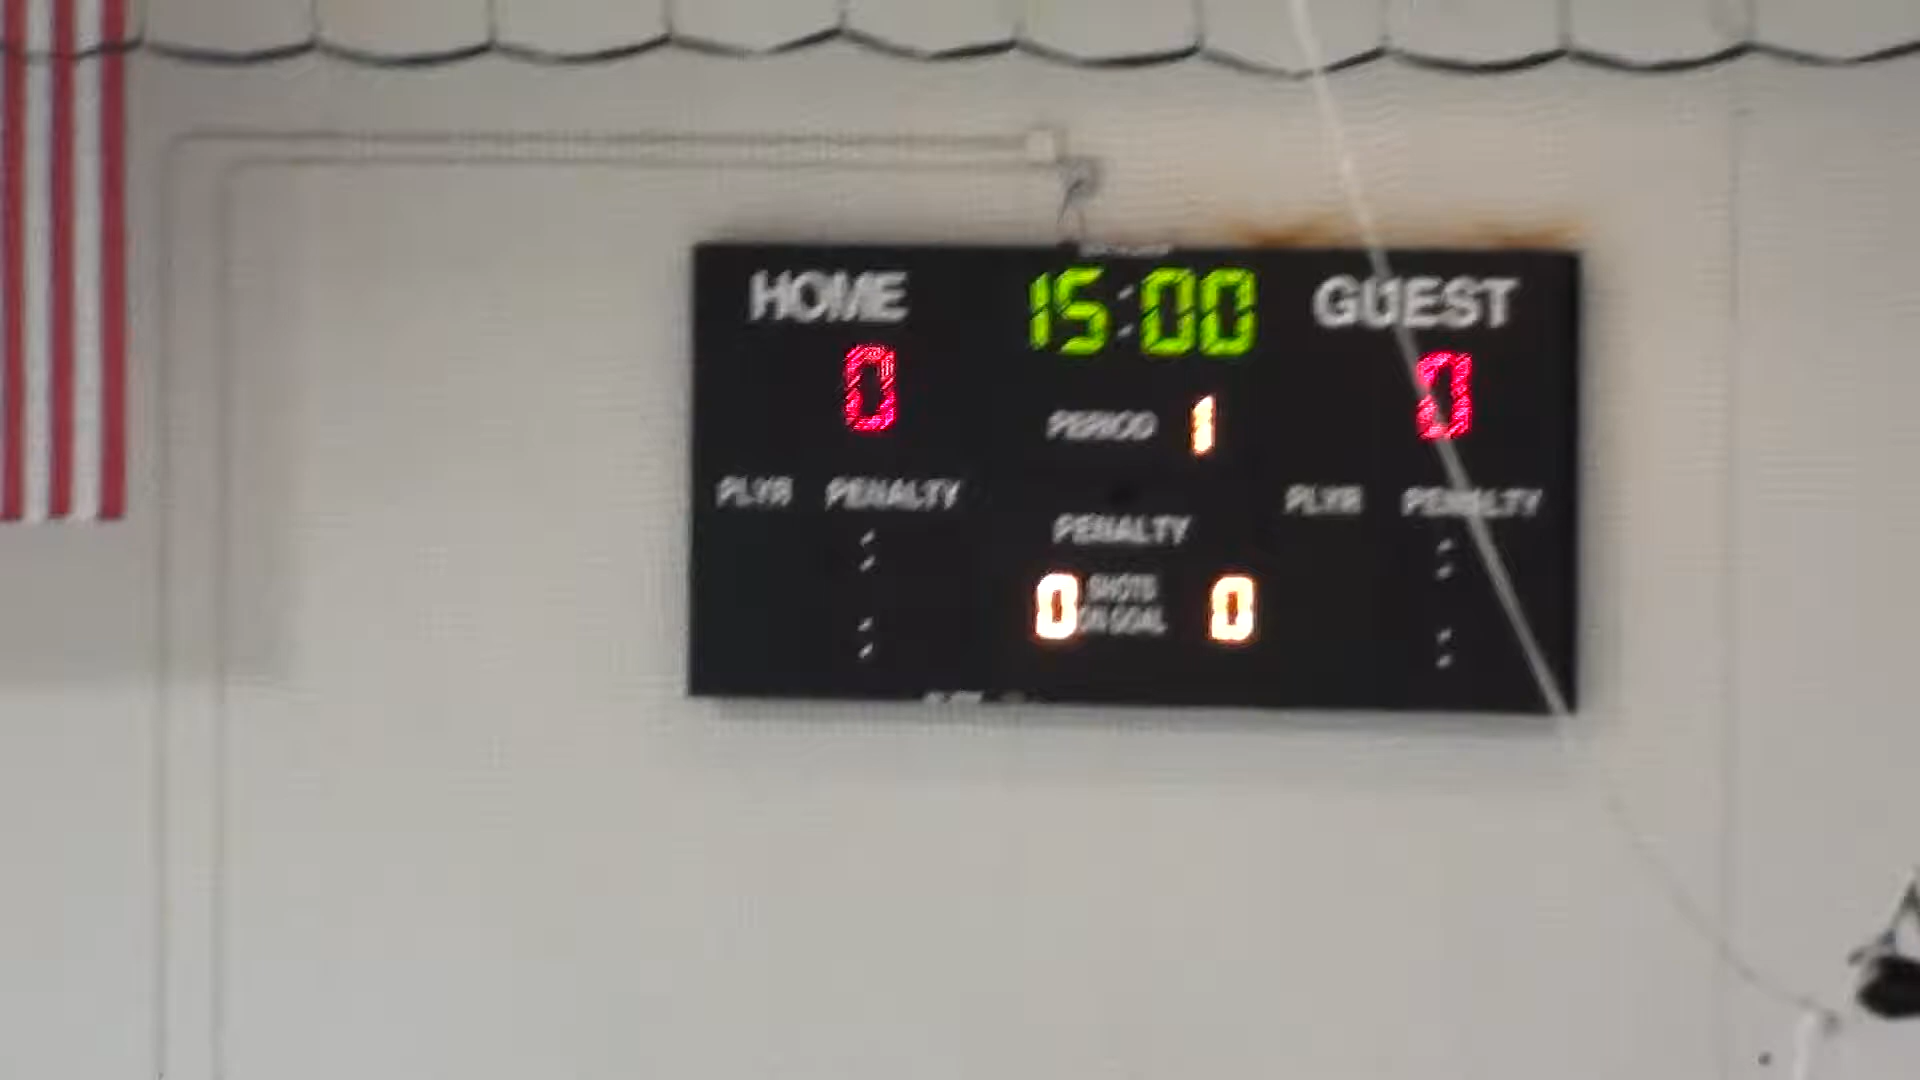 HOME 15:00 GUEST
0 0
PERIOD 1
PLYR PENALTY PLYR PENALTY
PENALTY
0 SHOTS ON GOAL 0